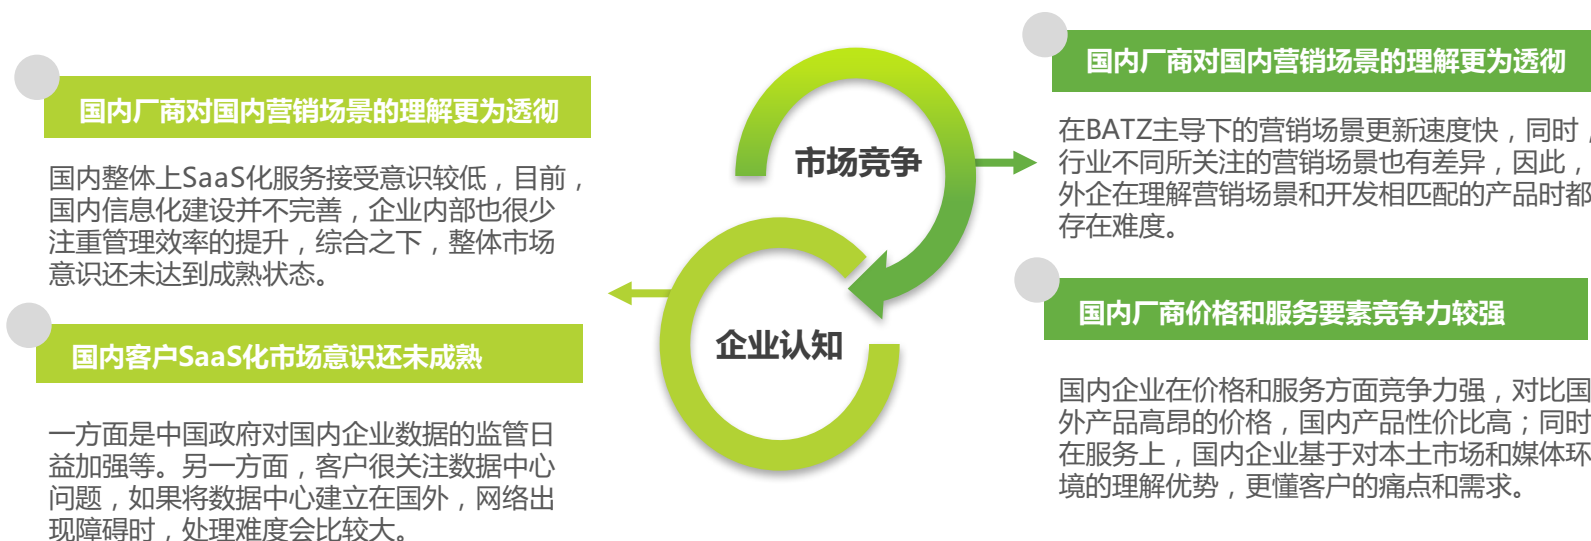 国内厂商对国内营销场景的理解更为透彻
国内整体上SaaS化服务接受意识较低，目前，
国内信息化建设并不完善，企业内部也很少
注重管理效率的提升，综合之下，整体市场
意识还未达到成熟状态。
国内客户SaaS化市场意识还未成熟
一方面是中国政府对国内企业数据的监管日
益加强等。另一方面，客户很关注数据中心
问题，如果将数据中心建立在国外，网络出
现障碍时，处理难度会比较大。
市场竞争
企业认知
国内厂商对国内营销场景的理解更为透彻
在BATZ主导下的营销场景更新速度快，同时，
行业不同所关注的营销场景也有差异，因此，
外企在理解营销场景和开发相匹配的产品时都
存在难度。
国内厂商价格和服务要素竞争力较强
国内企业在价格和服务方面竞争力强，对比国
外产品高昂的价格，国内产品性价比高；同时
在服务上，国内企业基于对本土市场和媒体环
境的理解优势，更懂客户的痛点和需求。